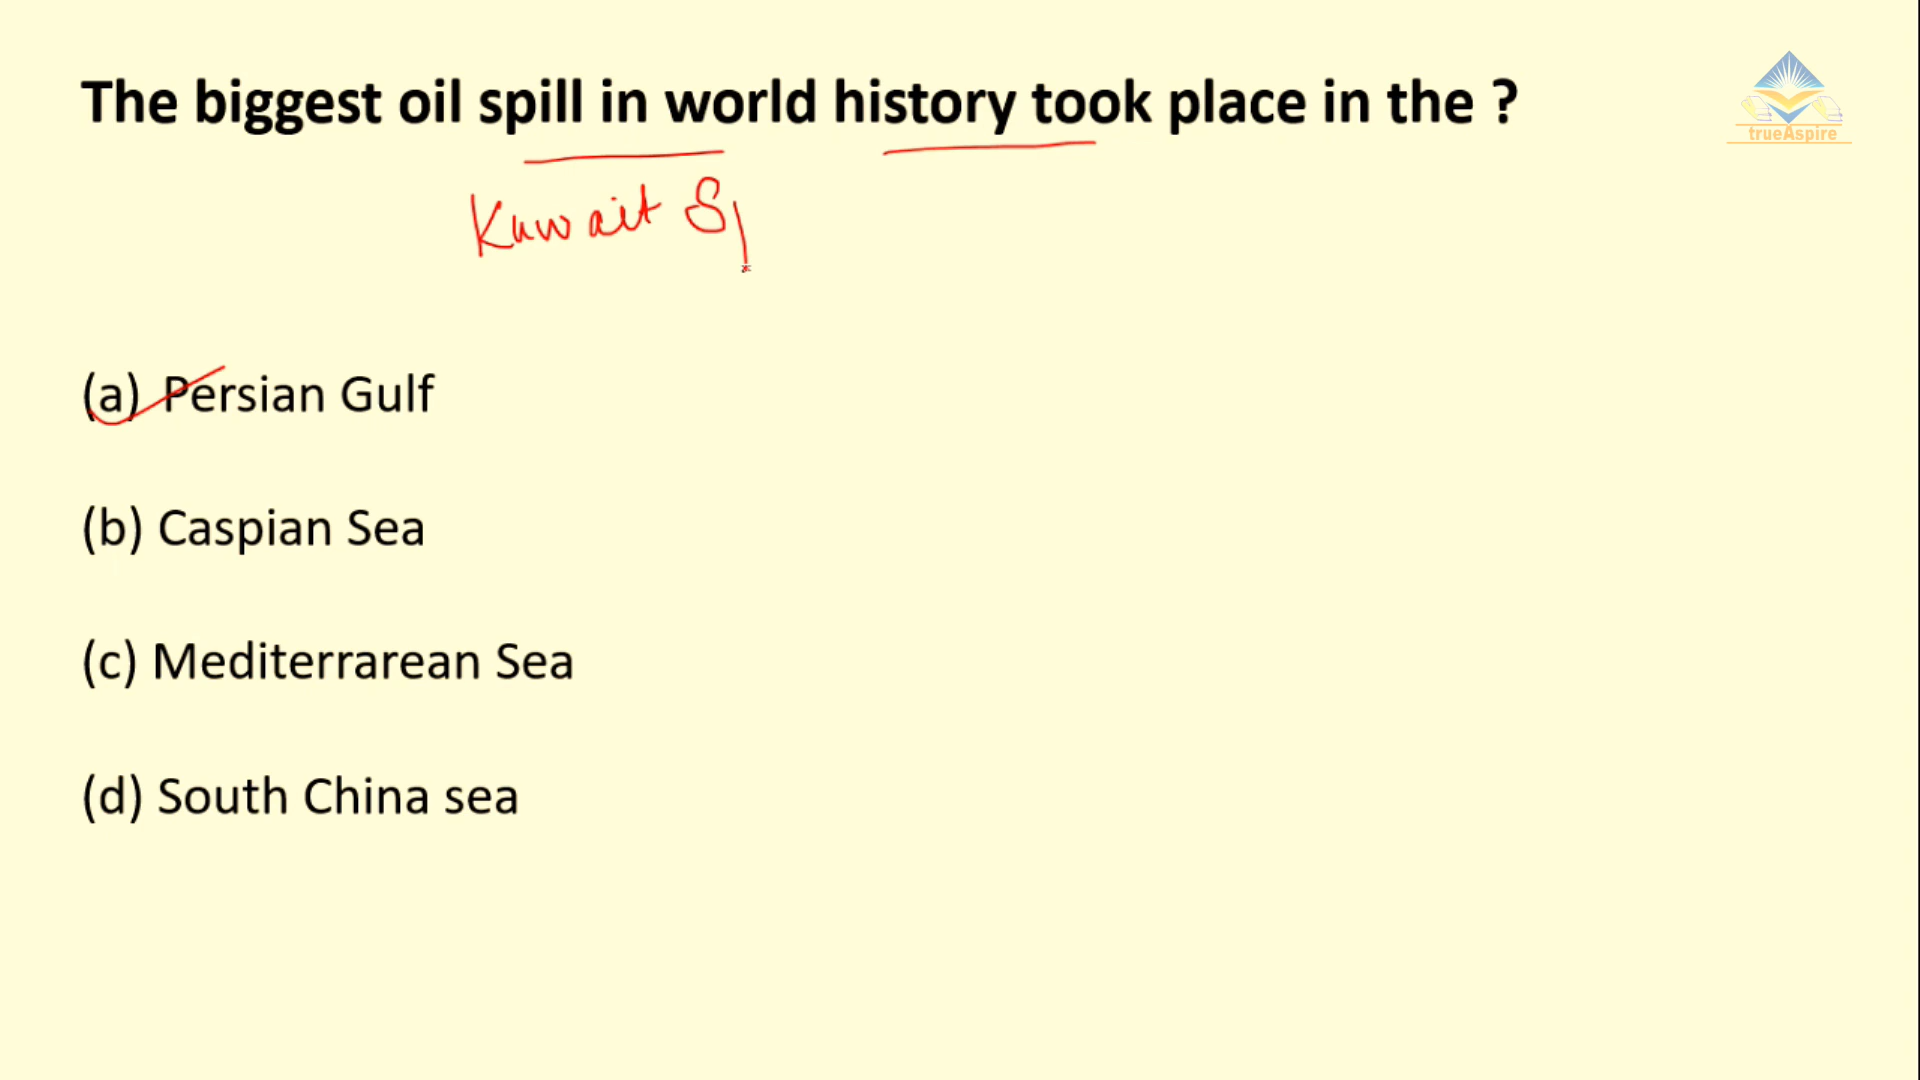 The biggest oil spill in world history took place in the ?
trueAspire
Kuwait Sp
(a) Persian Gulf
(b) Caspian Sea
(c) Mediterrarean Sea
(d) South China sea